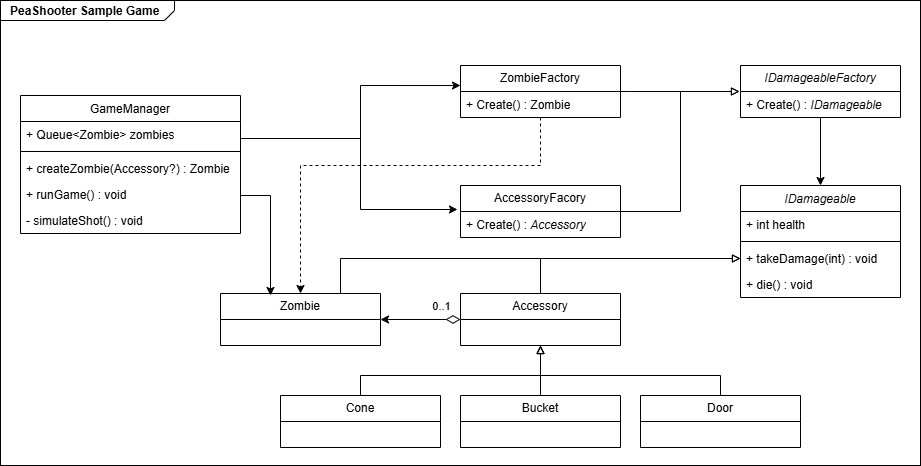 PeaShooter Sample Game
GameManager
+ Queue<Zombie> zombies
+ createZombie(Accessory?) : Zombie
+ runGame() : void
- simulateShot() : void
ZombieFactory
+ Create() : Zombie
IDamageableFactory
+ Create() : IDamageable
AccessoryFacory
+ Create() : Accessory
IDamageable
+ int health
+ takeDamage(int) : void
+ die() : void
Zombie
0..1
Accessory
Cone
Bucket
Door